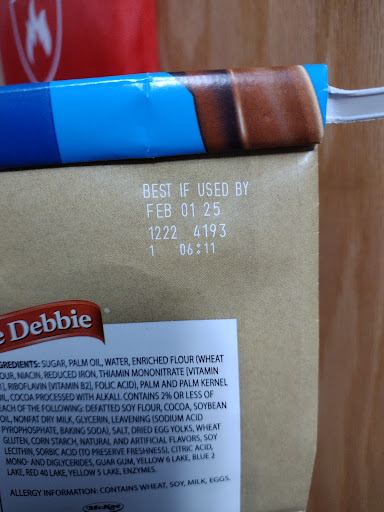 BEST IF USED BY
FEB 01 25
1222 4193
1 06:11
Debbie
REDIENTS: SUGAR, PALM OIL, WATER, ENRICHED FLOUR (WHEAT
OUR, NIACIN, REDUCED IRON, THIAMIN MONONITRATE [VITAMIN
1], RIBOFLAVIN [VITAMIN B2], FOLIC ACID), PALM AND PALM KERNEL
OIL, COCOA PROCESSED WITH ALKALI. CONTAINS 2% OR LESS OF
EACH OF THE FOLLOWING: DEFATTED SOY FLOUR, COCOA, SOYBEAN
OIL, NONFAT DRY MILK, GLYCERIN, LEAVENING (SODIUM ACID
PYROPHOSPHATE, BAKING SODA), SALT, DRIED EGG YOLKS, WHEAT
GLUTEN, CORN STARCH, NATURAL AND ARTIFICIAL FLAVORS, SOY
LECITHIN, SORBIC ACID (TO PRESERVE FRESHNESS), CITRIC ACID,
MONO- AND DIGLYCERIDES, GUAR GUM, YELLOW 6 LAKE, BLUE 2
LAKE, RED 40 LAKE, YELLOW 5 LAKE, ENZYMES.
ALLERGY INFORMATION: CONTAINS WHEAT, SOY, MILK, EGGS.